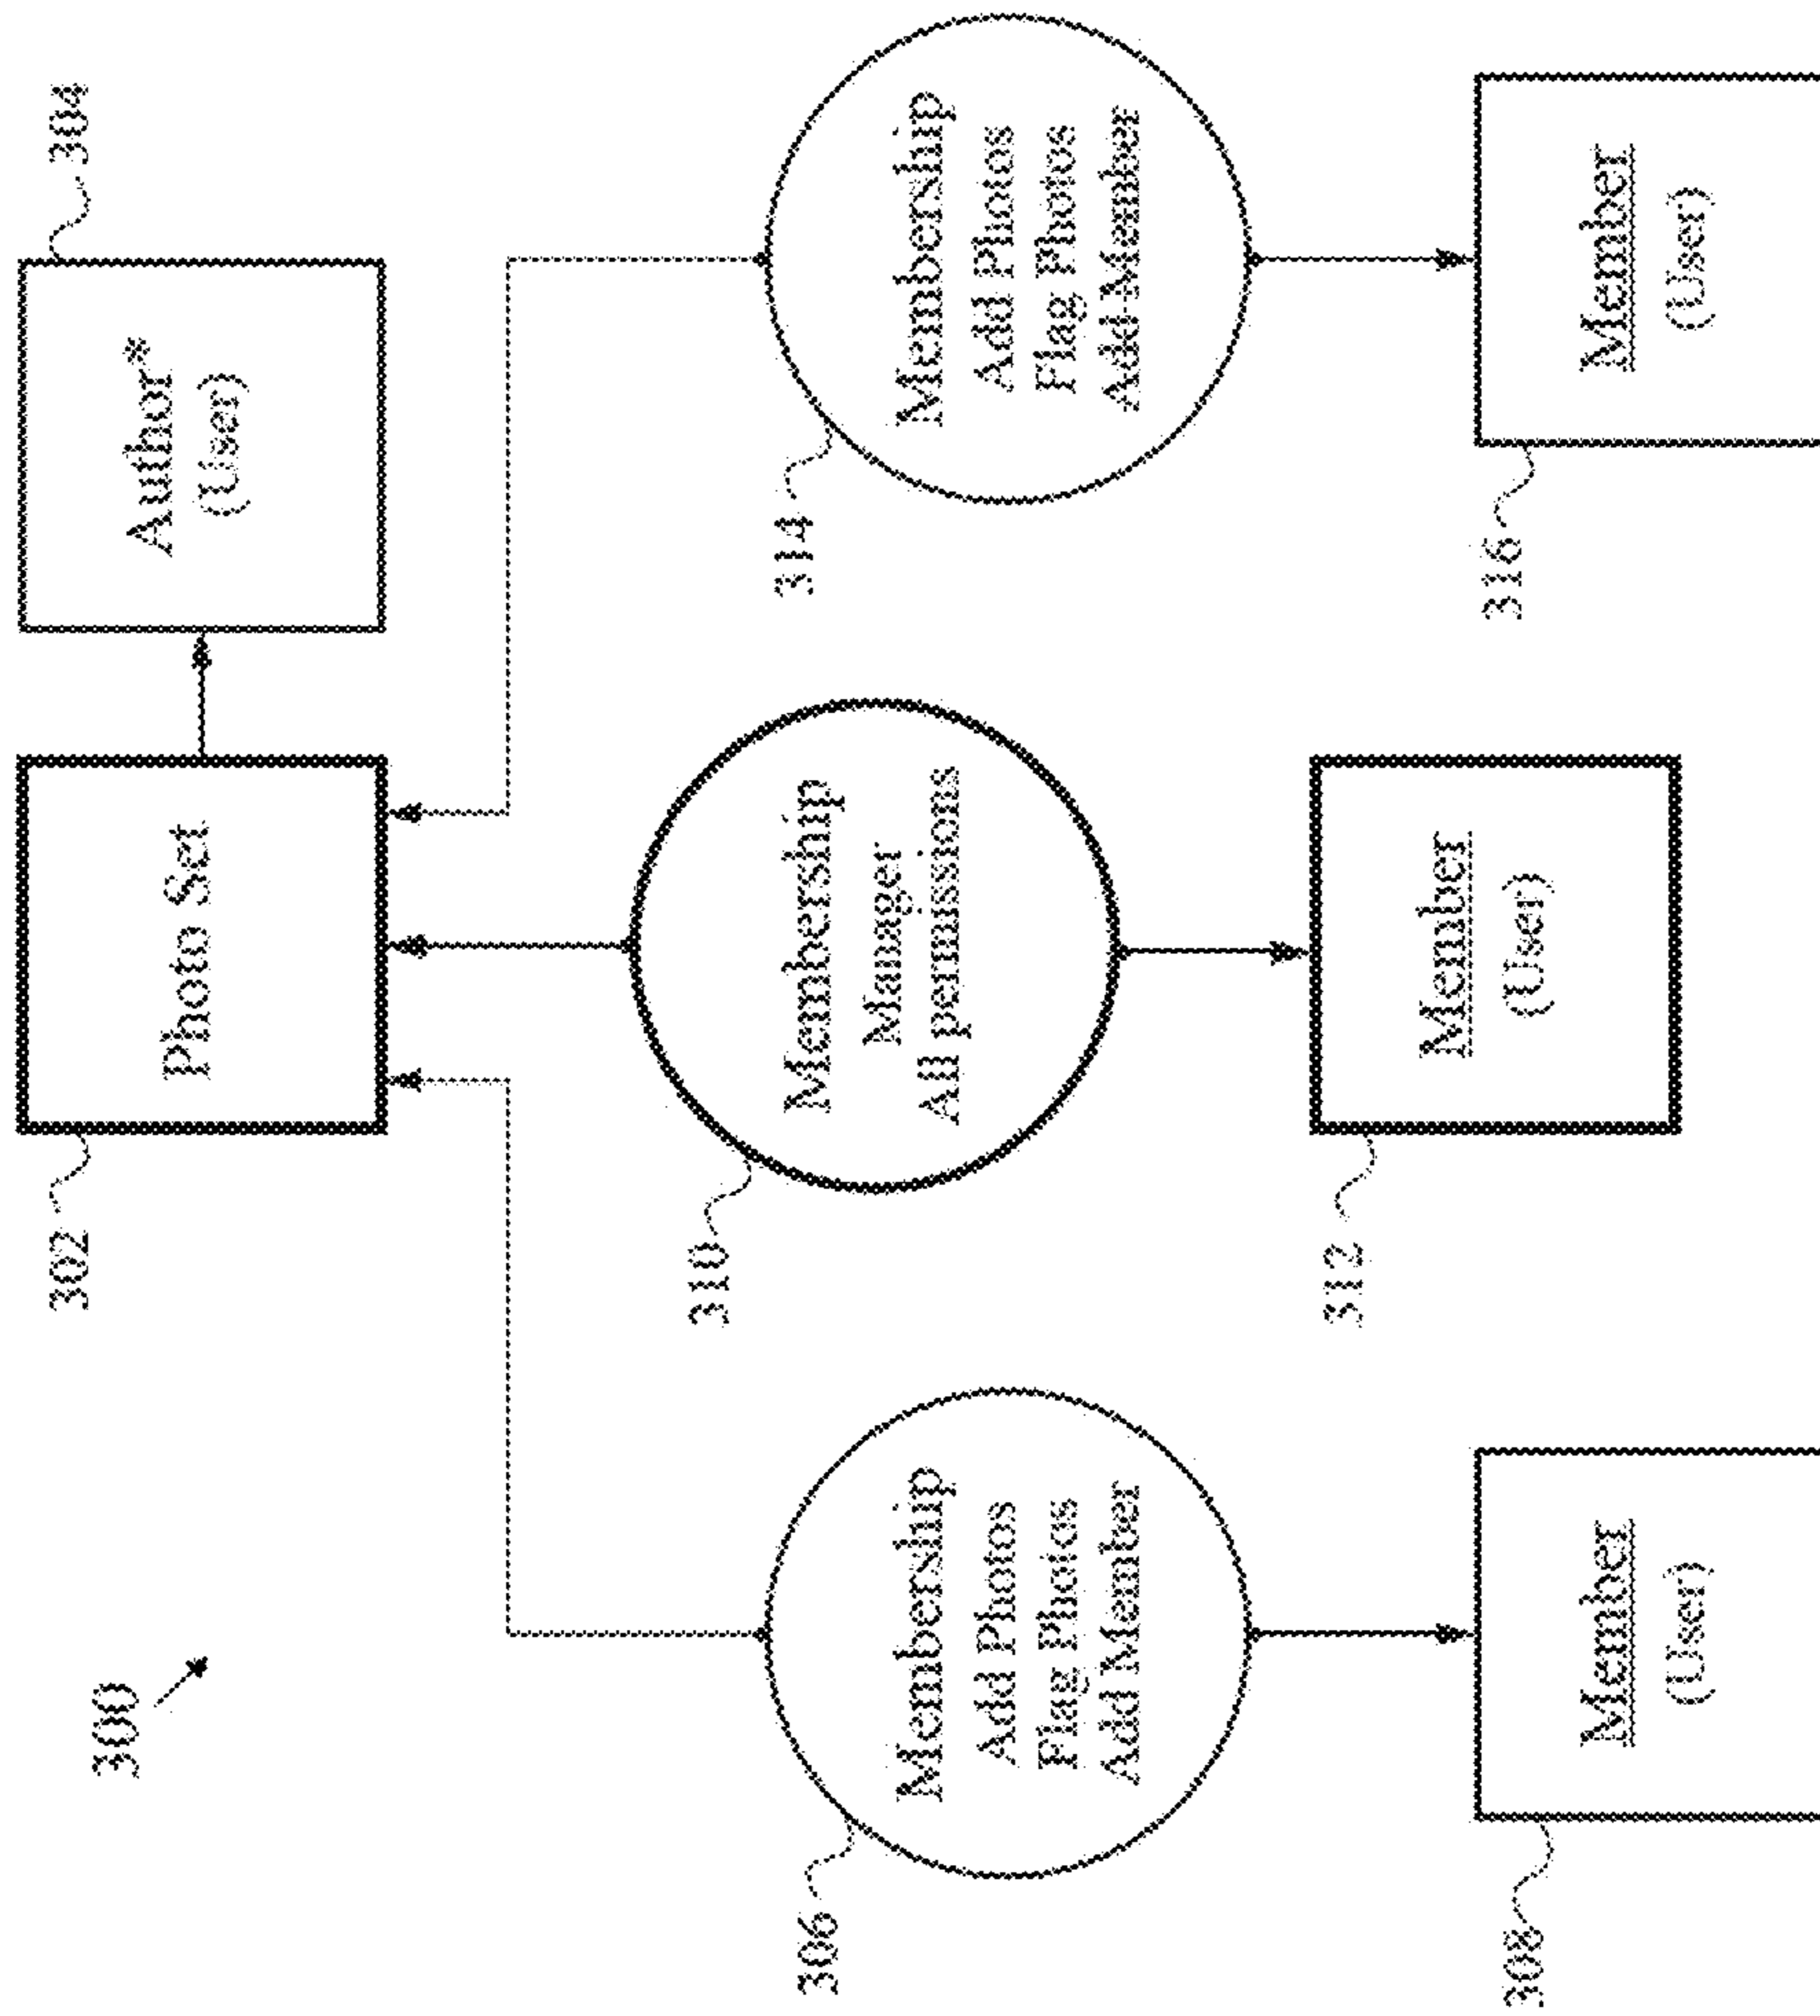 300
302
Photo Set
304
Author*
(User)
306
Membership
Add Photos
Flag Photos
Add Member
310
Membership
Manager
All permissions
314
Membership
Add Photos
Flag Photos
Add Member
308
Member
(User)
312
Member
(User)
316
Member
(User)